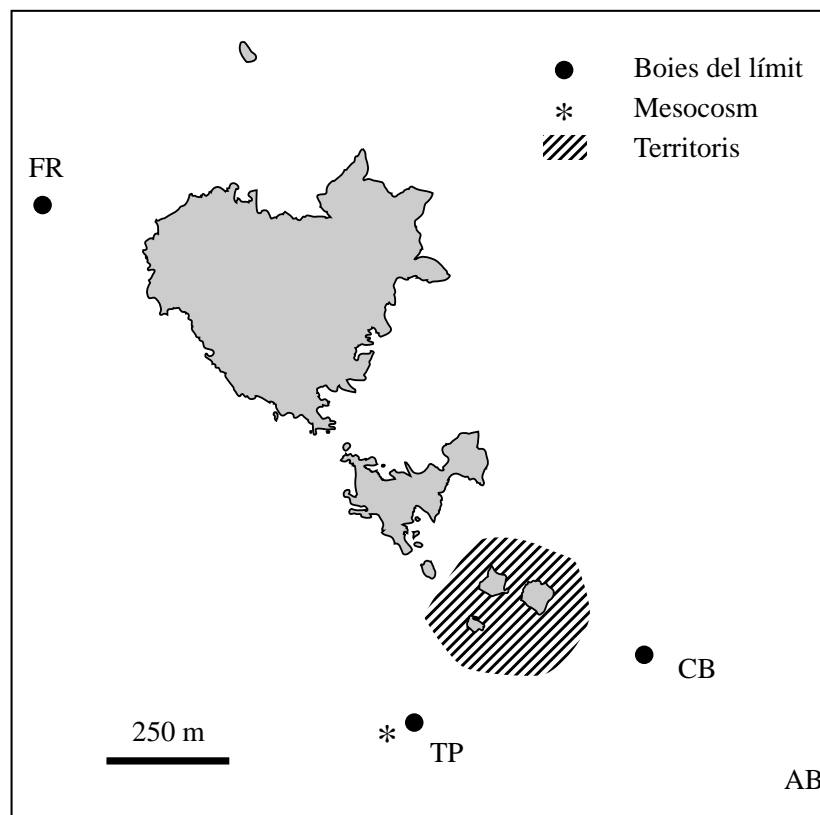 Boies del límit
Mesocosm
Territoris
FR
CB
250 m
TP
AB